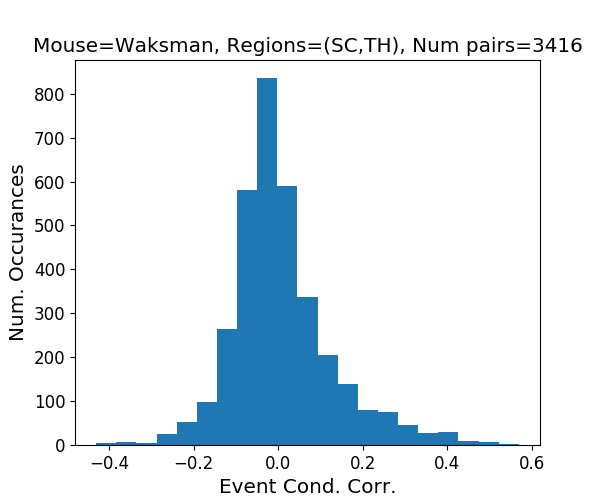 Mouse=Waksman, Regions=(SC,TH), Num pairs=3416
800
700
600
500
400
300
200
100
0
Num. Occurances
−0.4 −0.2 0.0 0.2 0.4 0.6
Event Cond. Corr.